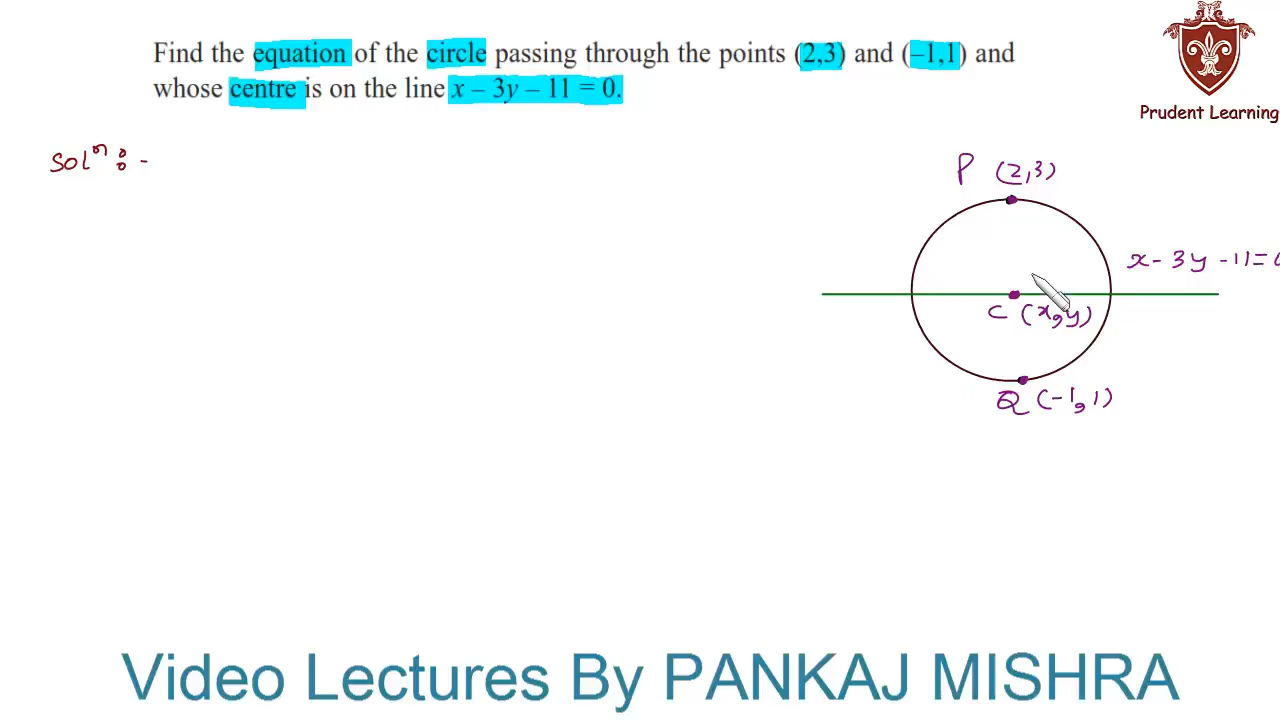 Find the equation of the circle passing through the points (2,3) and (–1,1) and
whose centre is on the line x – 3y – 11 = 0.
Prudent Learning
Solⁿ : -
P (2,3)
x - 3y - 11 = 0
C (x, y)
Q (-1, 1)
Video Lectures By PANKAJ MISHRA